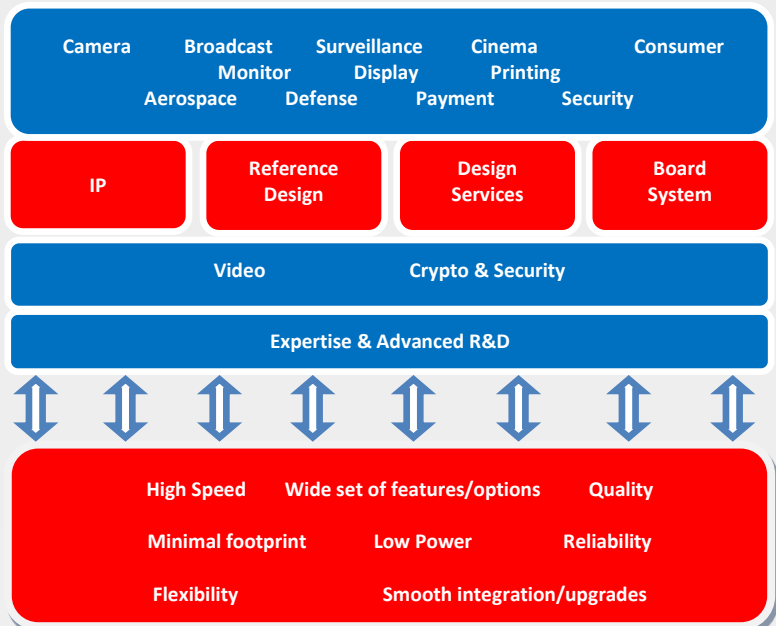 Camera Broadcast Surveillance Cinema Consumer
Monitor Display Printing
Aerospace Defense Payment Security
IP
Reference
Design
Design
Services
Board
System
Video Crypto & Security
Expertise & Advanced R&D
High Speed Wide set of features/options Quality
Minimal footprint Low Power Reliability
Flexibility Smooth integration/upgrades